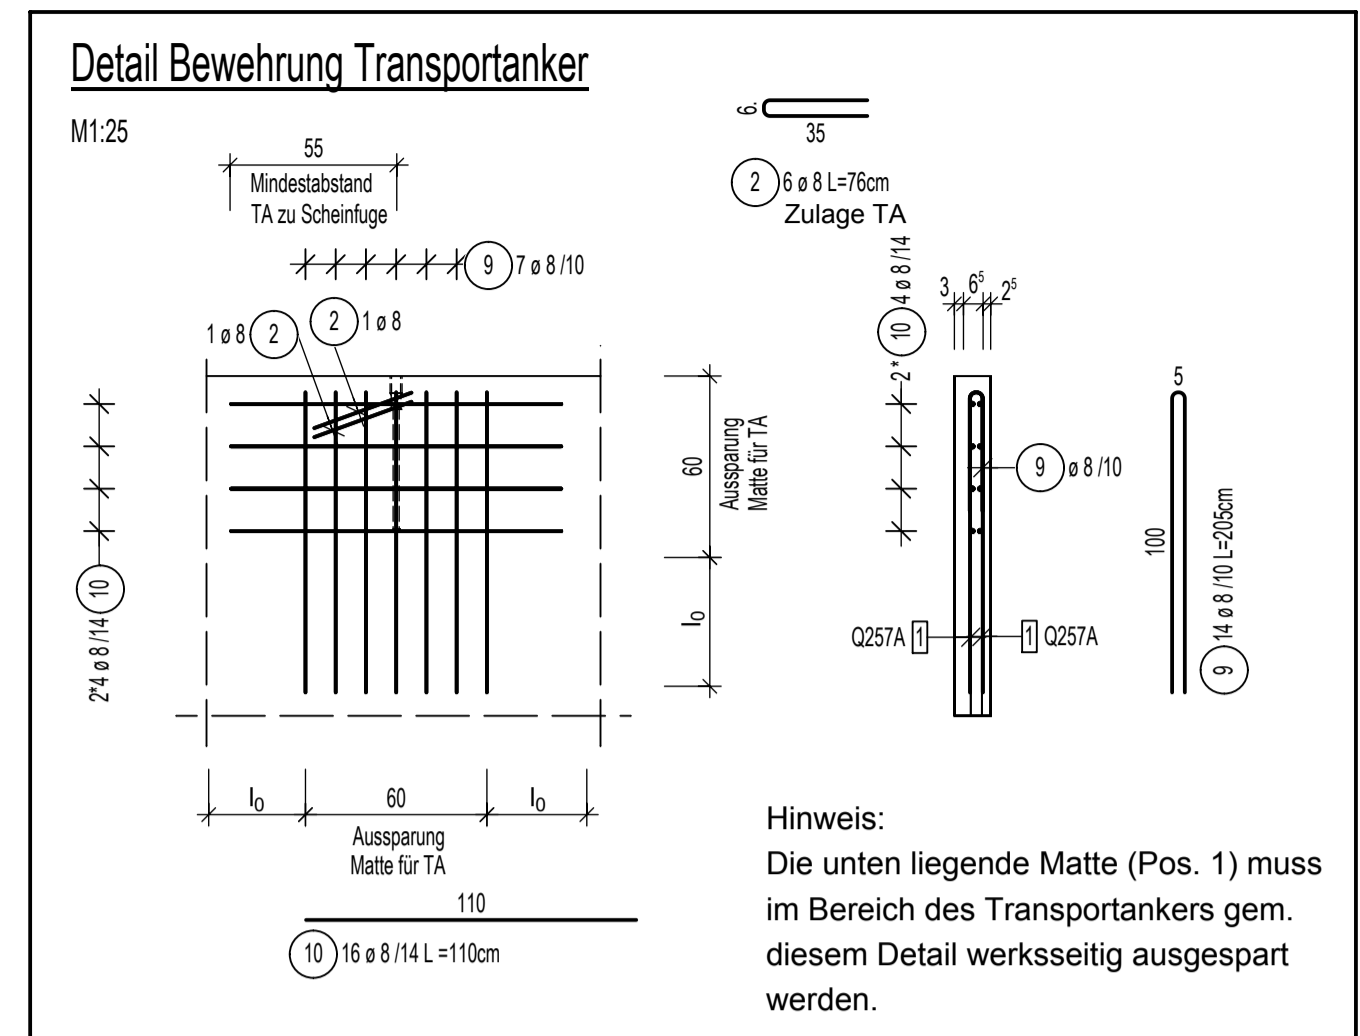 Detail Bewehrung Transportanker
M1:25
55
Mindestabstand
TA zu Scheinfuge
9 7 ø 8 /10
1 ø 8 2
2 1 ø 8
6.
35
2 6 ø 8 L=76cm
Zulage TA
2* 10 4 ø 8 /14
3 6⁵ 2⁵
9 ø 8 /10
5
100
9 14 ø 8 /10 L=205cm
60
Aussparung
Matte für TA
l₀
2*4 ø 8 /14 10
Q257A 1
1 Q257A
l₀ 60 l₀
Aussparung
Matte für TA
110
10 16 ø 8 /14 L =110cm
Hinweis:
Die unten liegende Matte (Pos. 1) muss
im Bereich des Transportankers gem.
diesem Detail werksseitig ausgespart
werden.